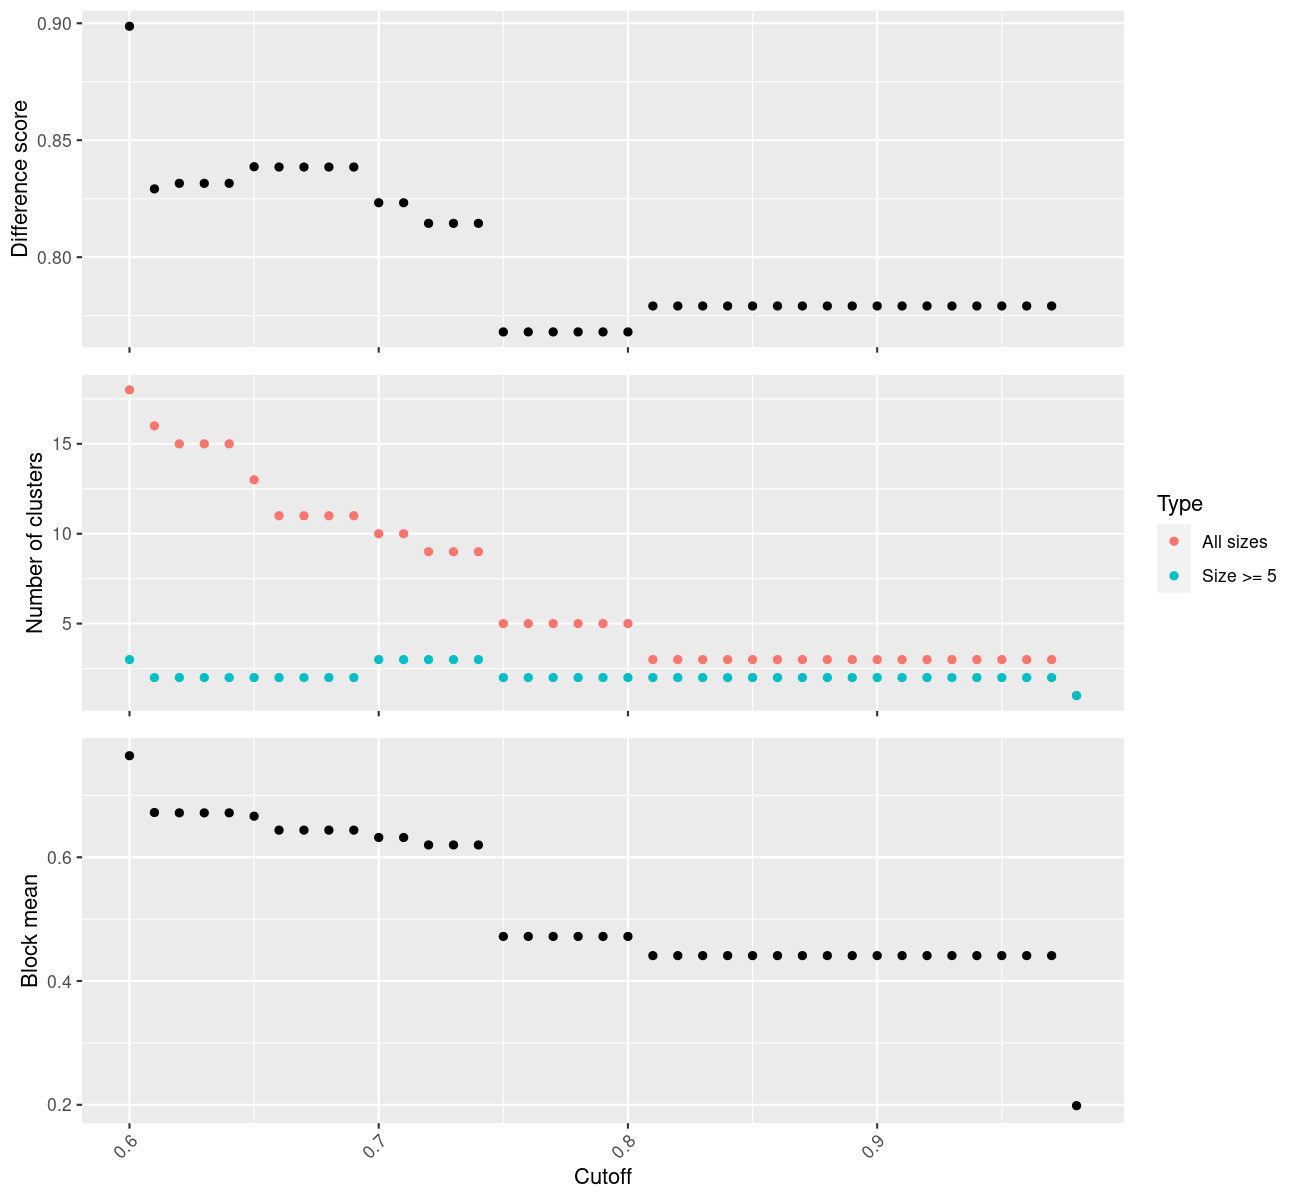 Difference score
0.90
0.85
0.80
Number of clusters
15
10
5
Type
All sizes
Size >= 5
Block mean
0.6
0.4
0.2
0.6 0.7 0.8 0.9
Cutoff